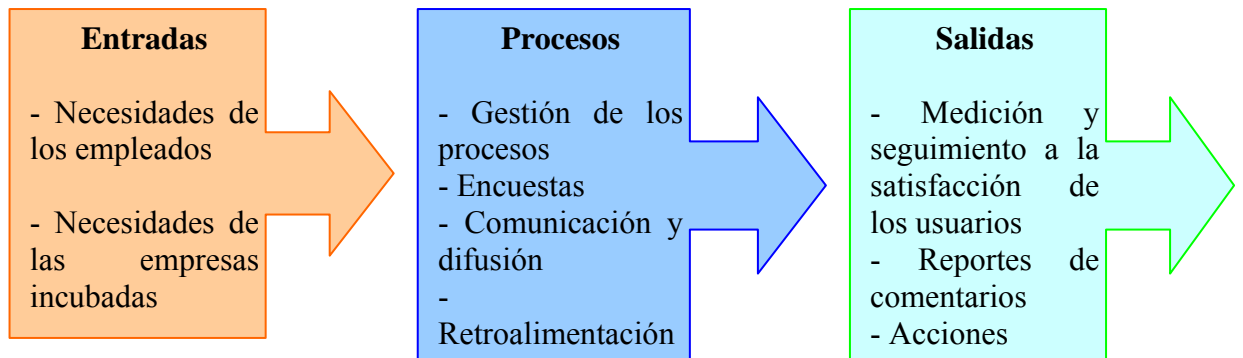 Entradas
- Necesidades de
los empleados
- Necesidades de
las empresas
incubadas
Procesos
- Gestión de los
procesos
- Encuestas
- Comunicación y
difusión
-
Retroalimentación
Salidas
- Medición y
seguimiento a la
satisfacción de
los usuarios
- Reportes de
comentarios
- Acciones